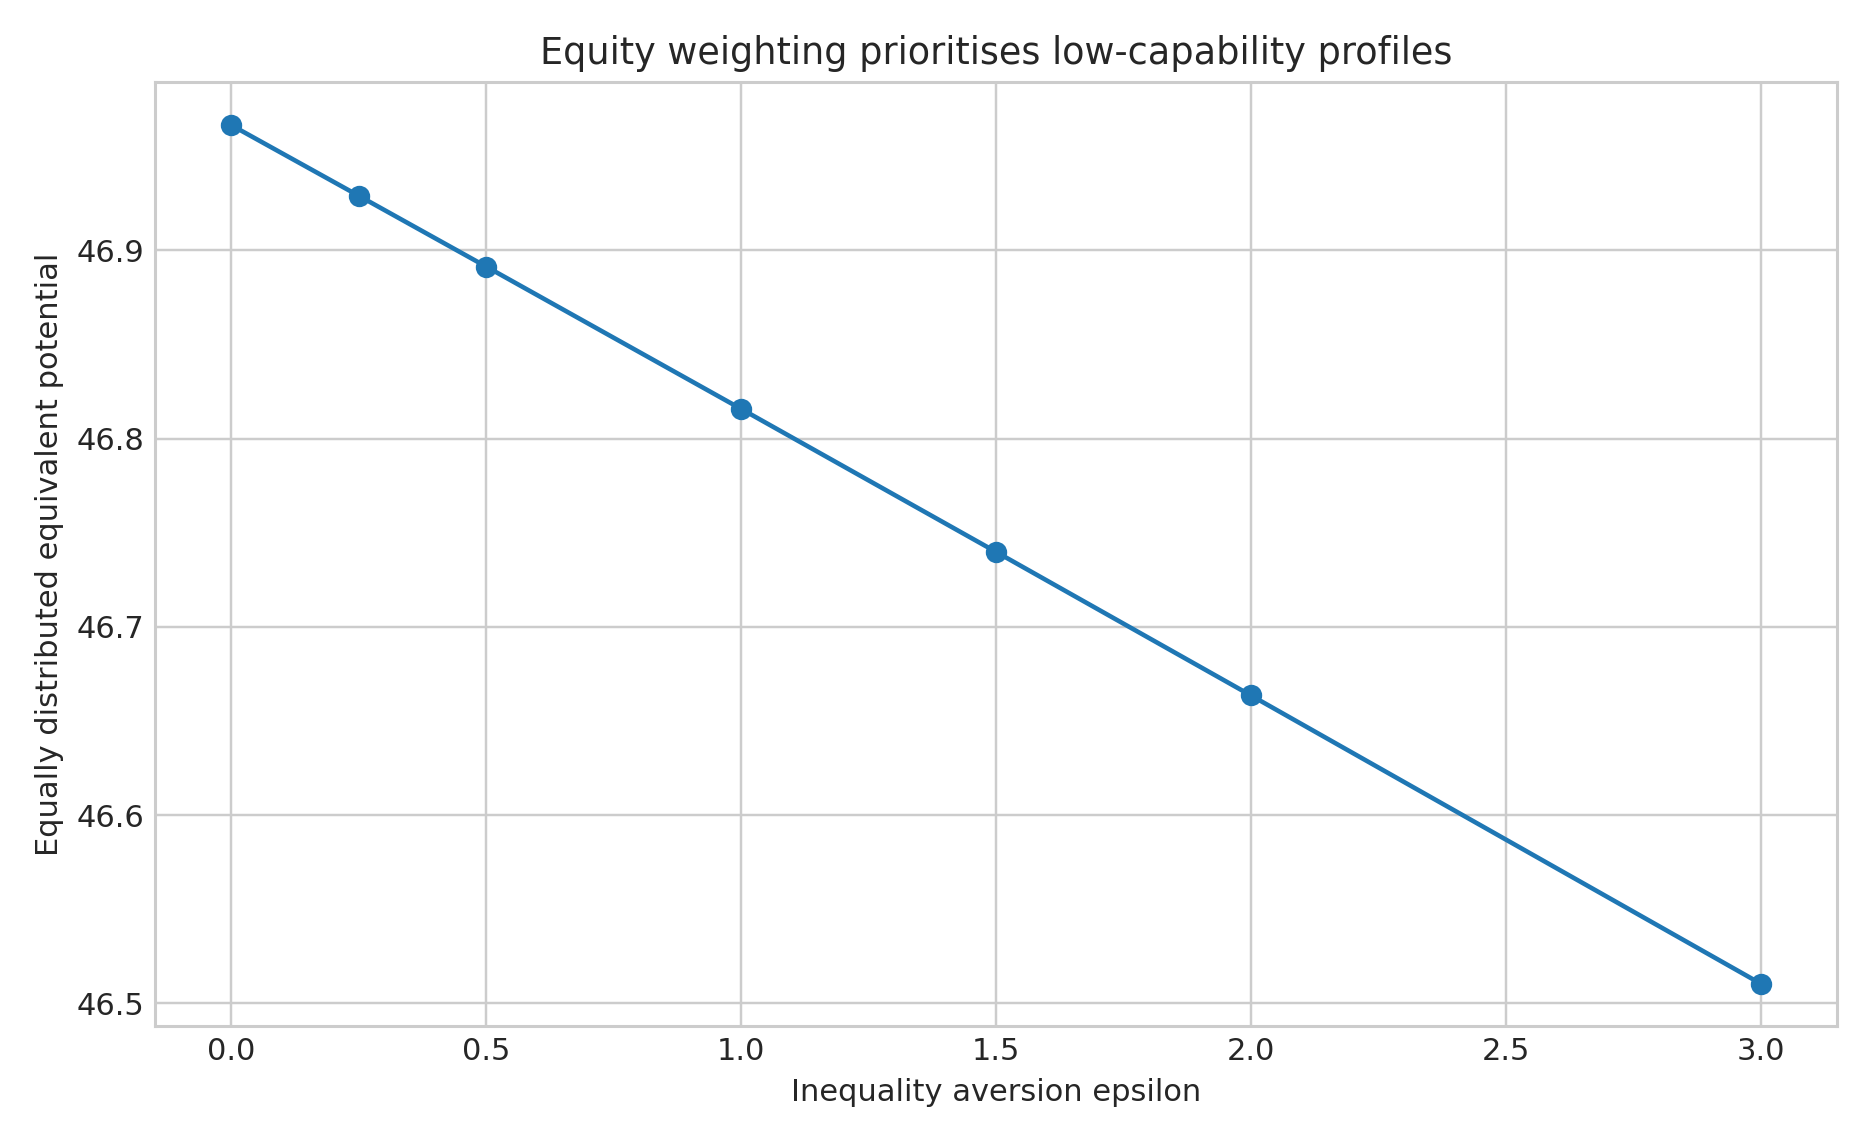 Equity weighting prioritises low-capability profiles
Equally distributed equivalent potential
46.9
46.8
46.7
46.6
46.5
0.0 0.5 1.0 1.5 2.0 2.5 3.0
Inequality aversion epsilon